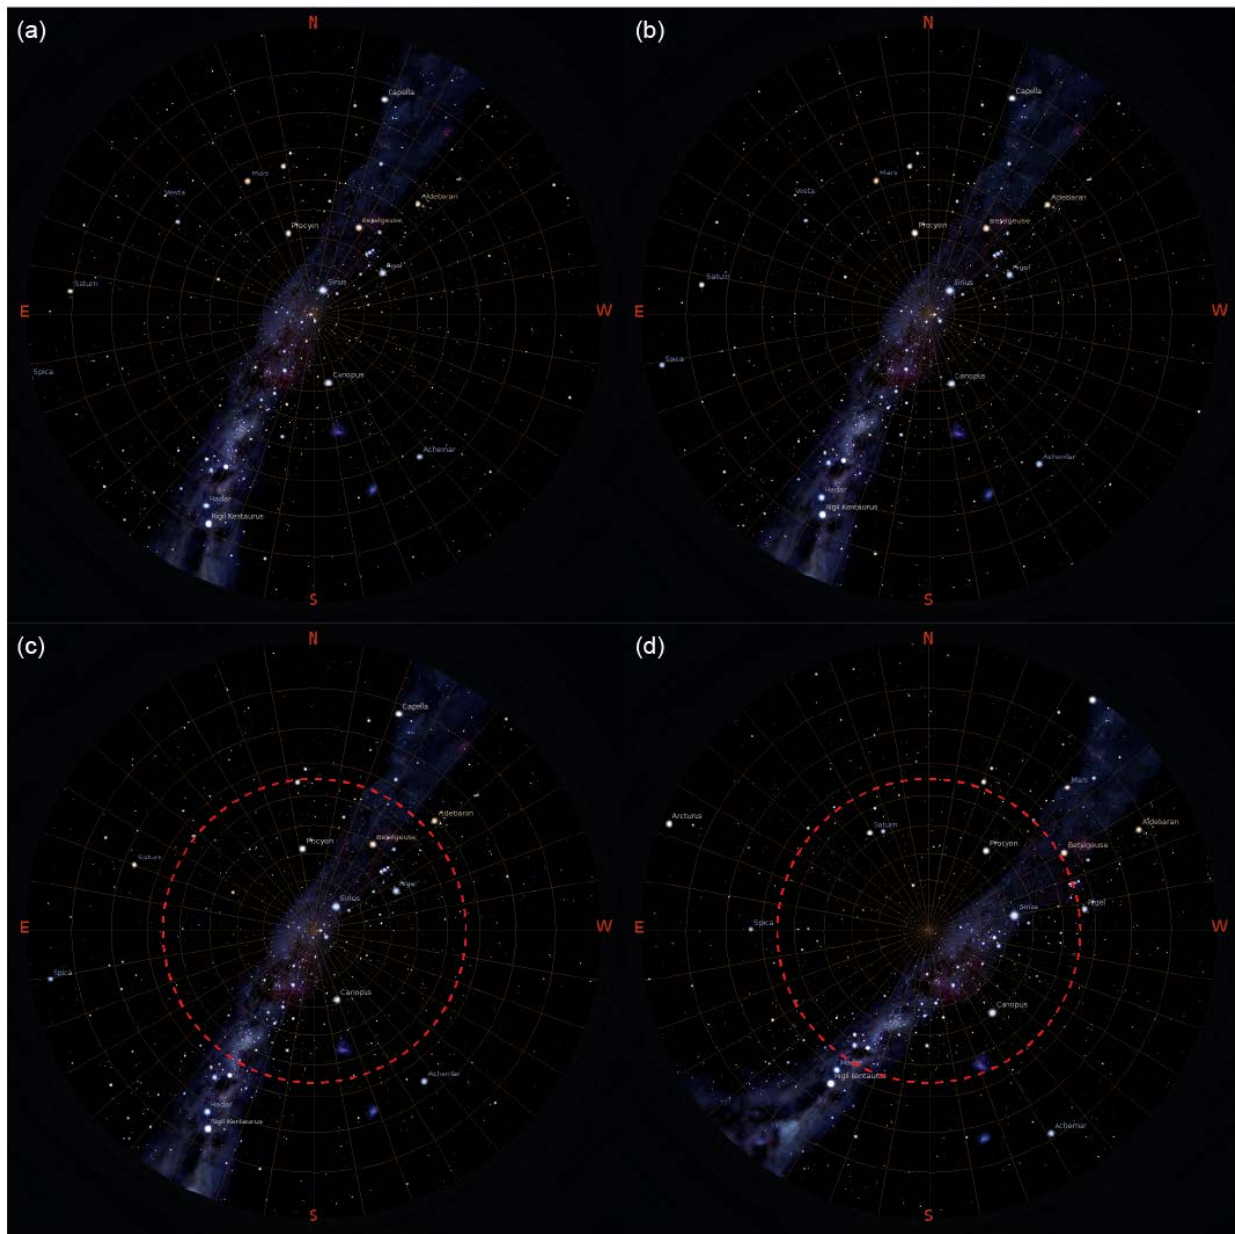 (a)
N
Capella
Mars
Vesta
Aldebaran
Betelgeuse
Procyon
Rigel
Sirius
Saturn
E
W
Spica
Canopus
Achernar
Hadar
Rigil Kentaurus
S
(b)
N
Capella
Mars
Vesta
Aldebaran
Betelgeuse
Procyon
Rigel
Saturn
Sirius
E
W
Spica
Canopus
Achernar
Hadar
Rigil Kentaurus
S
(c)
N
Capella
Aldebaran
Betelgeuse
Procyon
Saturn
Rigel
Sirius
E
W
Spica
Canopus
Achernar
Hadar
Rigil Kentaurus
S
(d)
N
Mars
Arcturus
Saturn
Aldebaran
Procyon
Betelgeuse
Rigel
Sirius
E
W
Spica
Canopus
Hadar
Rigil Kentaurus
Achernar
S